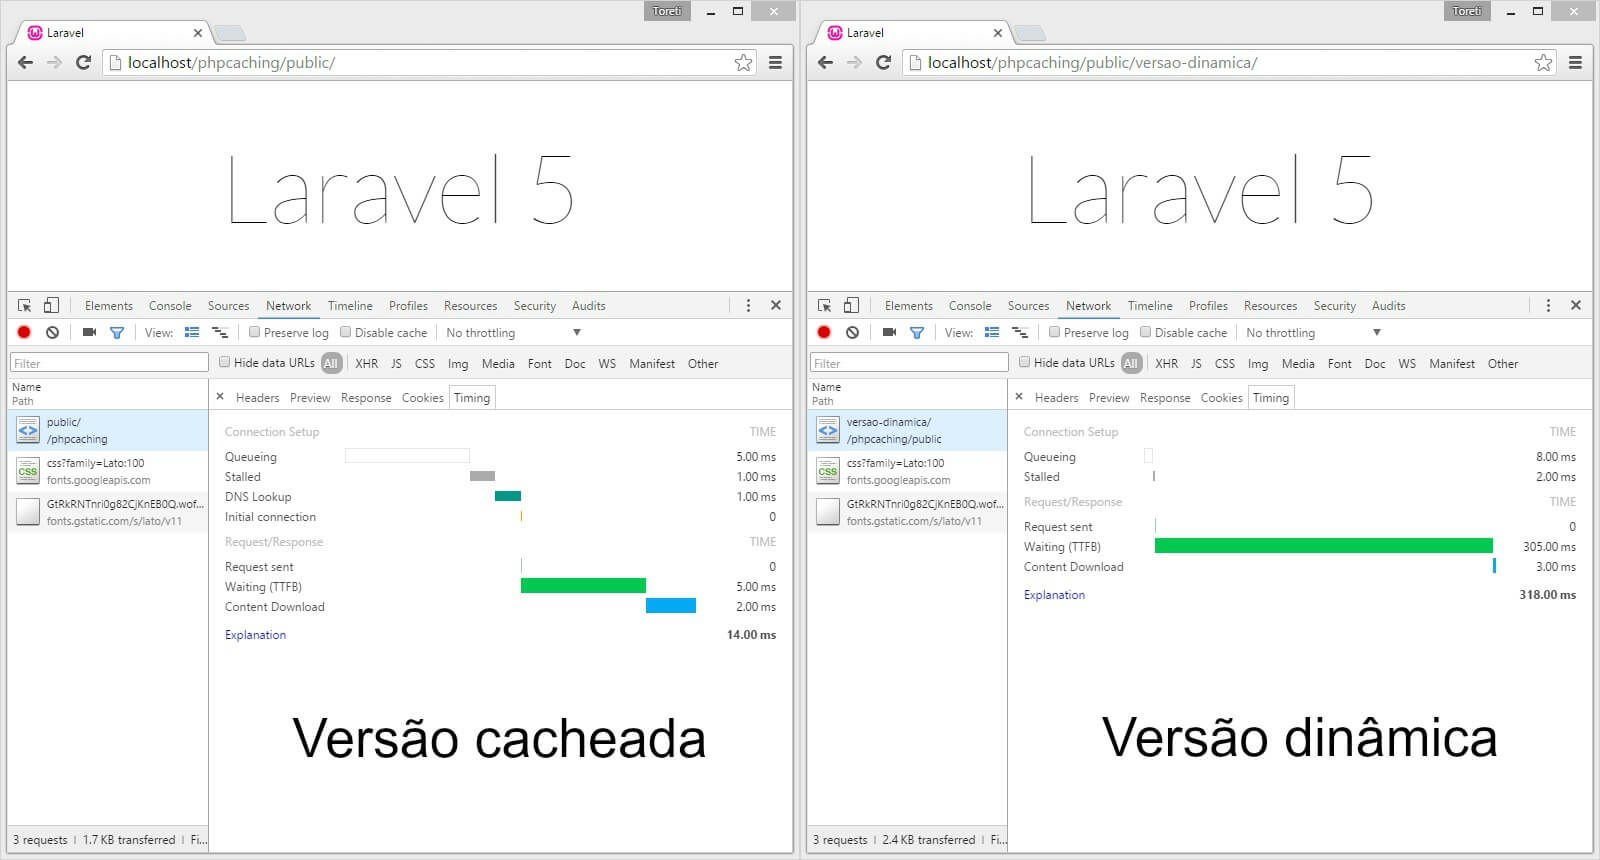 Toreti
Laravel
localhost/phpcaching/public/
Laravel 5
Elements Console Sources Network Timeline Profiles Resources Security Audits
View: Preserve log Disable cache No throttling
Filter Hide data URLs All XHR JS CSS Img Media Font Doc WS Manifest Other
Name
Path
public/
/phpcaching
CSS
css?family=Lato:100
fonts.googleapis.com
GtRkRNTnri0g82CjKnEB0Q.wof...
fonts.gstatic.com/s/lato/v11
Headers Preview Response Cookies Timing
Connection Setup TIME
Queueing 5.00 ms
Stalled 1.00 ms
DNS Lookup 1.00 ms
Initial connection 0
Request/Response TIME
Request sent 0
Waiting (TTFB) 5.00 ms
Content Download 2.00 ms
Explanation 14.00 ms
Versão cacheada
3 requests | 1.7 KB transferred | Fi...
Toreti
Laravel
localhost/phpcaching/public/versao-dinamica/
Laravel 5
Elements Console Sources Network Timeline Profiles Resources Security Audits
View: Preserve log Disable cache No throttling
Filter Hide data URLs All XHR JS CSS Img Media Font Doc WS Manifest Other
Name
Path
versao-dinamica/
/phpcaching/public
CSS
css?family=Lato:100
fonts.googleapis.com
GtRkRNTnri0g82CjKnEB0Q.wof...
fonts.gstatic.com/s/lato/v11
Headers Preview Response Cookies Timing
Connection Setup TIME
Queueing 8.00 ms
Stalled 2.00 ms
Request/Response TIME
Request sent 0
Waiting (TTFB) 305.00 ms
Content Download 3.00 ms
Explanation 318.00 ms
Versão dinâmica
3 requests | 2.4 KB transferred | Fi...